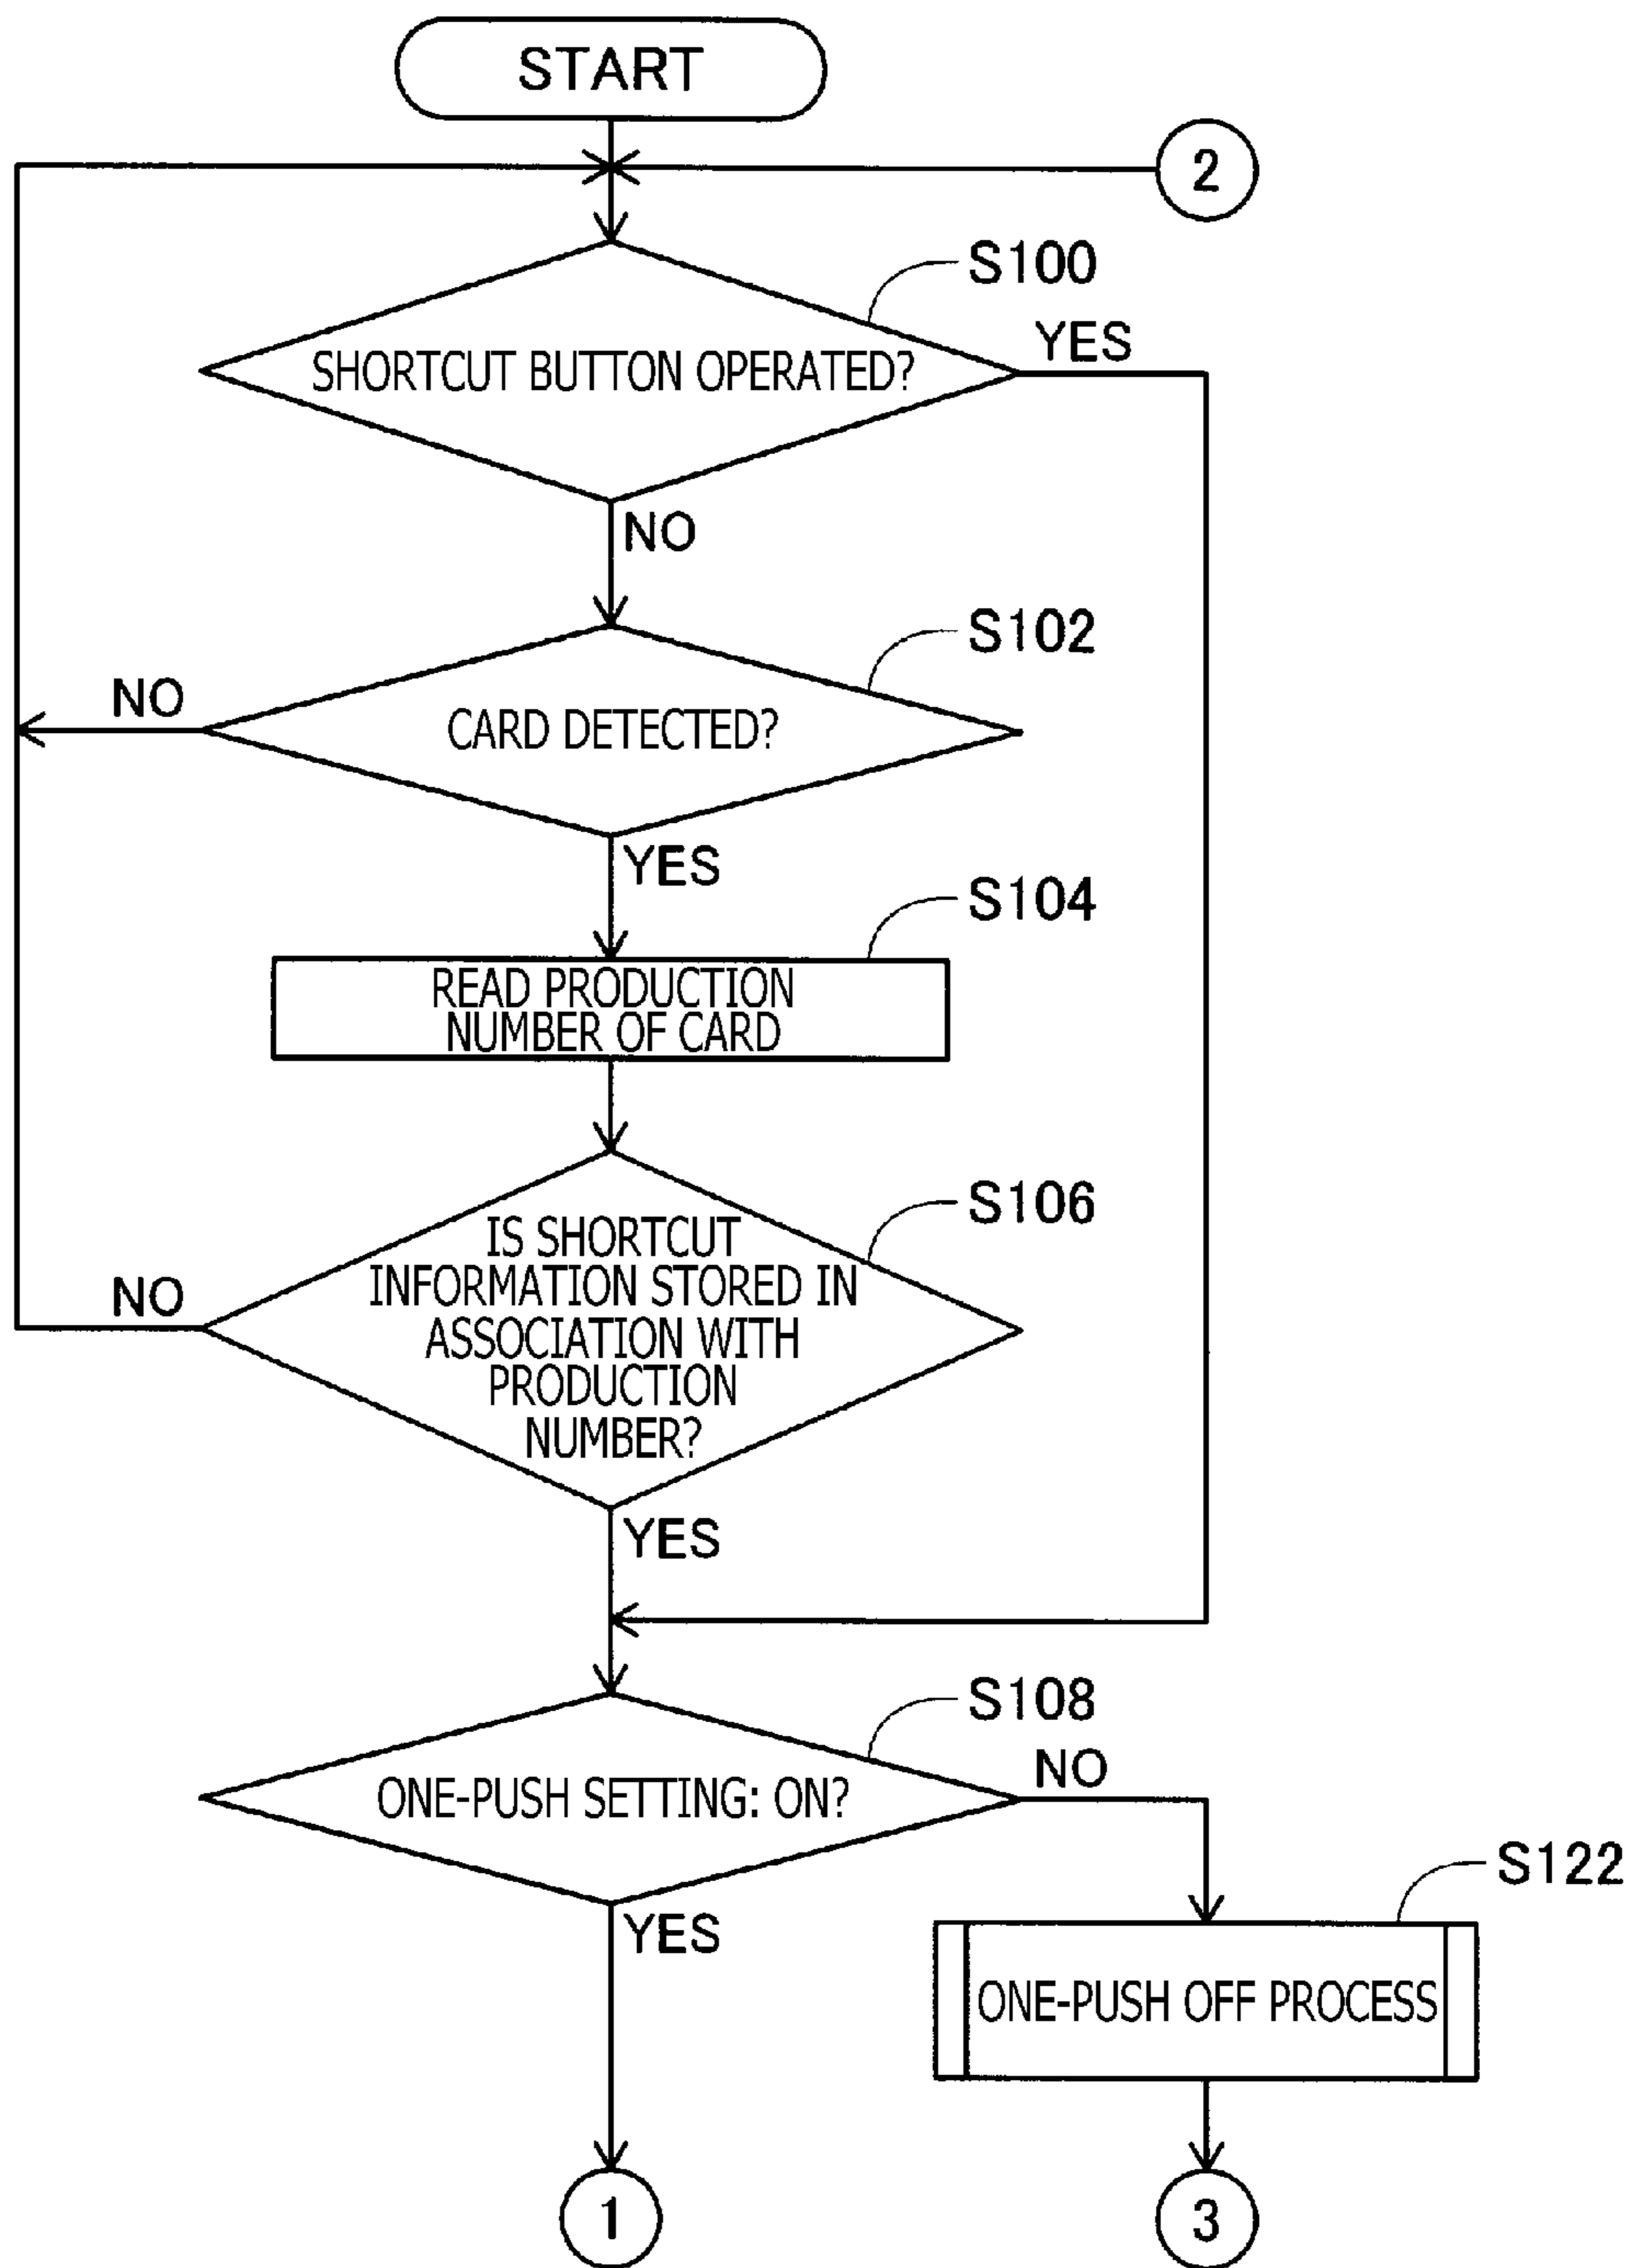 START
2
S100
YES
SHORTCUT BUTTON OPERATED?
NO
S102
NO
CARD DETECTED?
YES
S104
READ PRODUCTION
NUMBER OF CARD
S106
IS SHORTCUT
INFORMATION STORED IN
NO
ASSOCIATION WITH
PRODUCTION
NUMBER?
YES
S108
NO
ONE-PUSH SETTING: ON?
S122
YES
ONE-PUSH OFF PROCESS
1
3